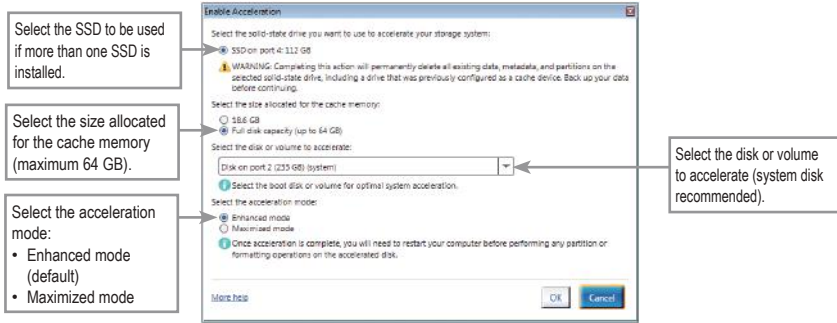 Select the SSD to be used
if more than one SSD is
installed.
Select the size allocated
for the cache memory
(maximum 64 GB).
Select the acceleration
mode:
• Enhanced mode
(default)
• Maximized mode
Enable Acceleration
Select the solid-state drive you want to use to accelerate your storage system:
SSD on port 4: 112 GB
WARNING: Completing this action will permanently delete all existing data, metadata, and partitions on the
selected solid-state drive, including a drive that was previously configured as a cache device. Back up your data
before continuing.
Select the size allocated for the cache memory:
18.6 GB
Full disk capacity (up to 64 GB)
Select the disk or volume to accelerate:
Disk on port 2 (233 GB) (system)
Select the boot disk or volume for optimal system acceleration.
Select the acceleration mode:
Enhanced mode
Maximized mode
Once acceleration is complete, you will need to restart your computer before performing any partition or
formatting operations on the accelerated disk.
More help
OK
Cancel
Select the disk or volume
to accelerate (system disk
recommended).